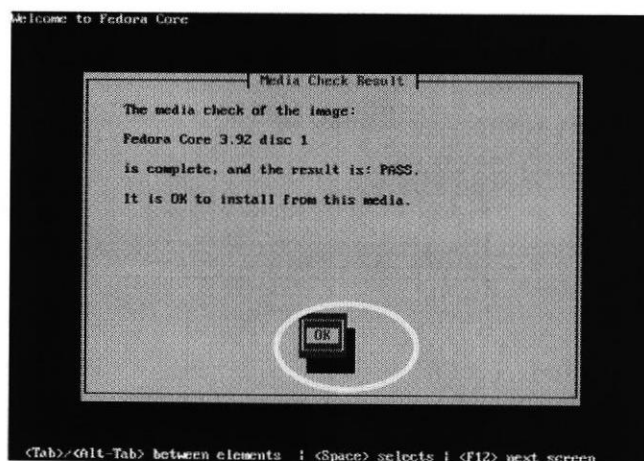 Welcome to Fedora Core
Media Check Result
The media check of the image:
Fedora Core 3.92 disc 1
is complete, and the result is: PASS.
It is OK to install from this media.
OK
<Tab>/<Alt-Tab> between elements | <Space> selects | <F12> next screen